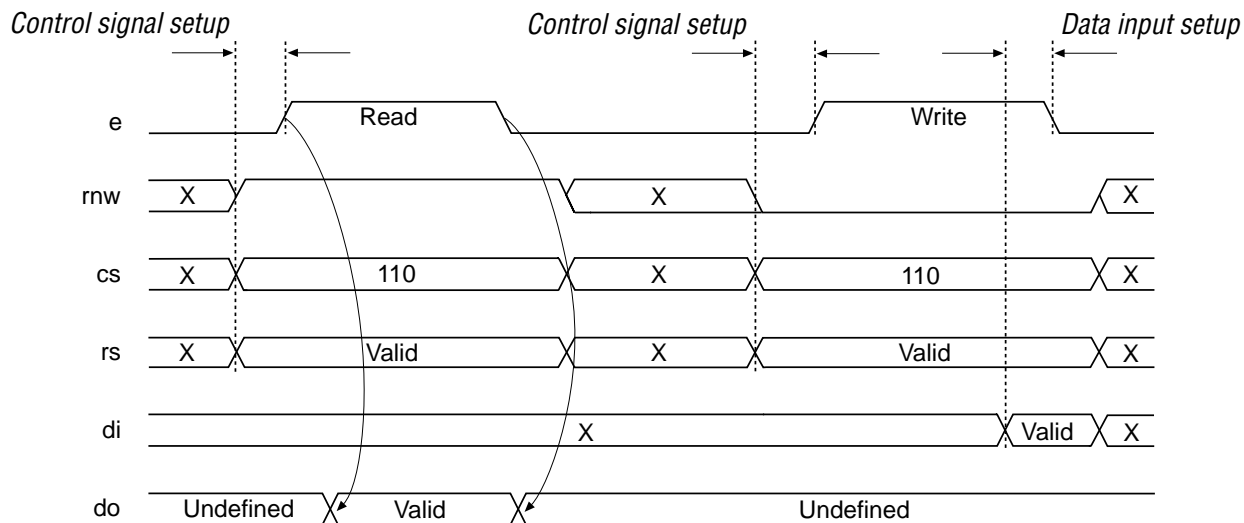 Control signal setup Control signal setup Data input setup
e Read Write
rnw X X X
cs X 110 X 110 X
rs X Valid X Valid X
di X Valid X
do Undefined Valid Undefined